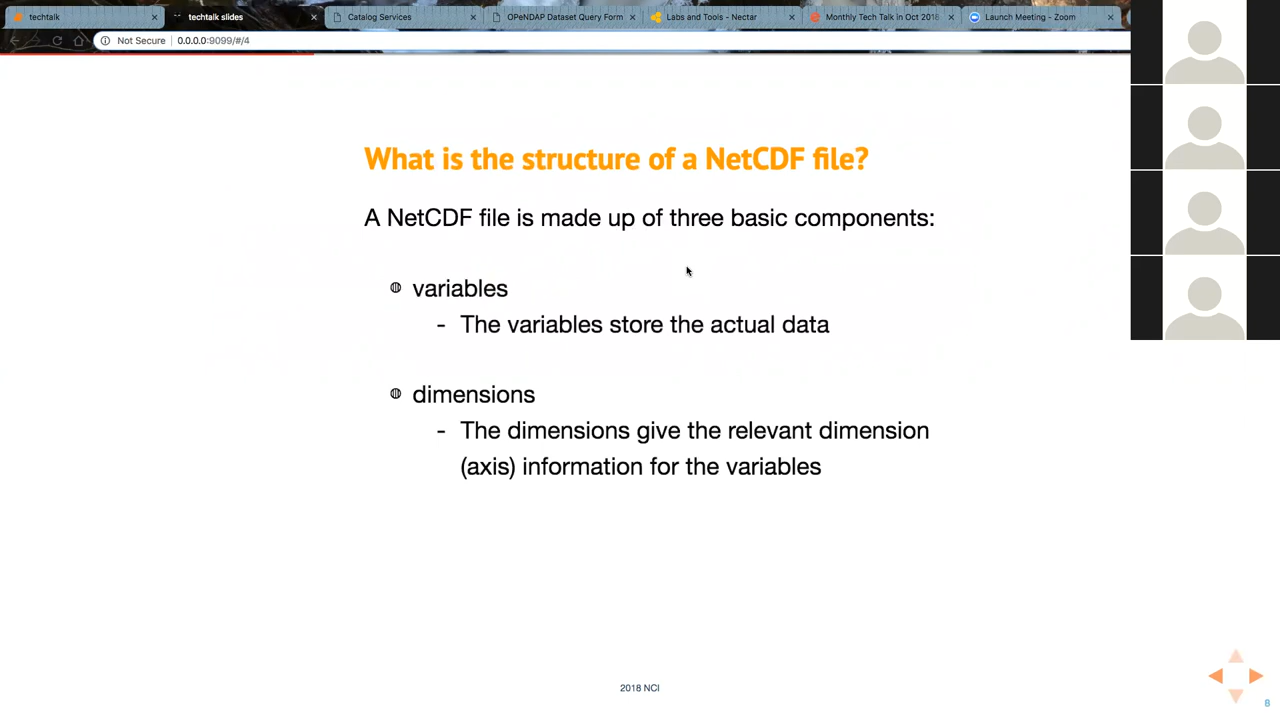 techtalk
techtalk slides
Catalog Services
OPeNDAP Dataset Query Form
Labs and Tools - Nectar
Monthly Tech Talk in Oct 2018
Launch Meeting - Zoom
Not Secure
0.0.0.0:9099/#/4
What is the structure of a NetCDF file?
A NetCDF file is made up of three basic components:
variables
- The variables store the actual data
dimensions
- The dimensions give the relevant dimension
(axis) information for the variables
2018 NCI
8